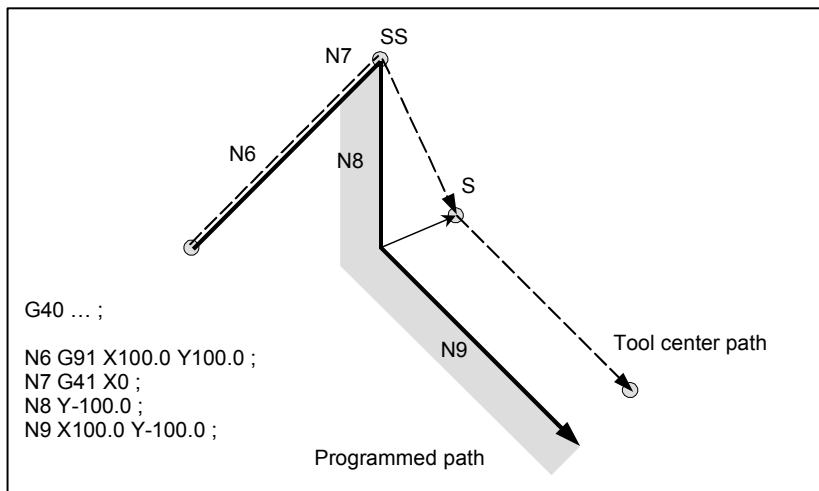 SS
N7
N6
N8
S
G40 … ;
N9
Tool center path
N6 G91 X100.0 Y100.0 ;
N7 G41 X0 ;
N8 Y-100.0 ;
N9 X100.0 Y-100.0 ;
Programmed path